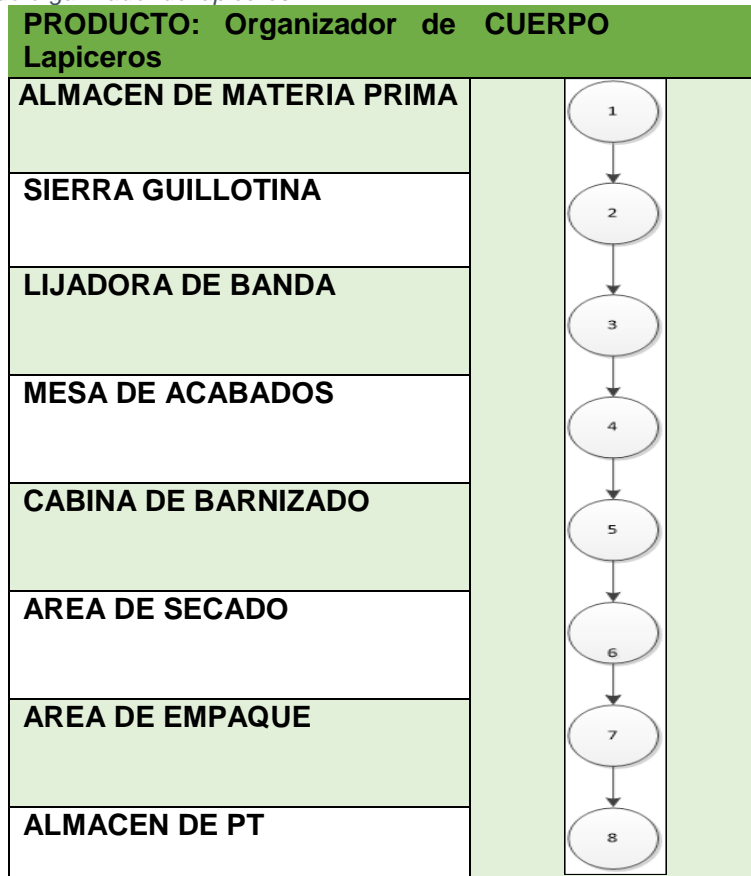 PRODUCTO: Organizador de CUERPO
Lapiceros
ALMACEN DE MATERIA PRIMA
1
SIERRA GUILLOTINA
2
LIJADORA DE BANDA
3
MESA DE ACABADOS
4
CABINA DE BARNIZADO
5
AREA DE SECADO
6
AREA DE EMPAQUE
7
ALMACEN DE PT
8